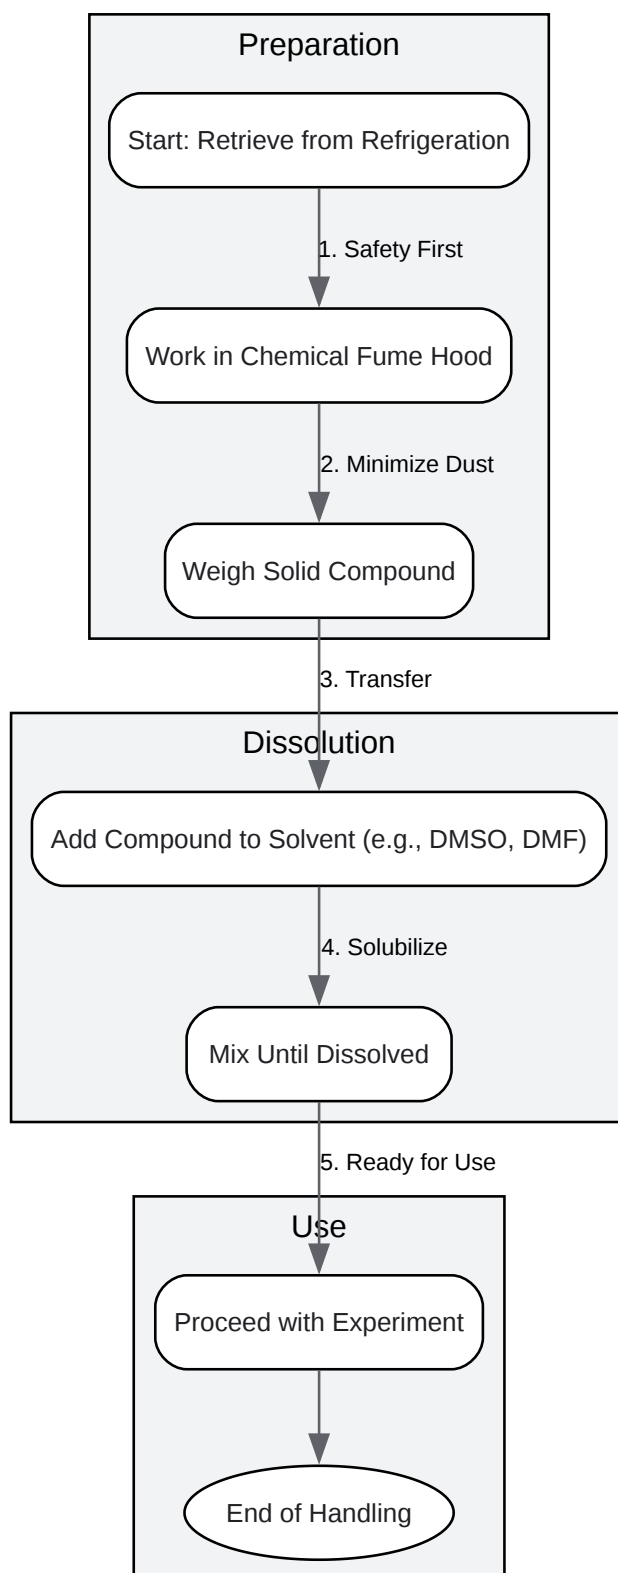 Preparation
Start: Retrieve from Refrigeration
1. Safety First
Work in Chemical Fume Hood
2. Minimize Dust
Weigh Solid Compound
3. Transfer
Dissolution
Add Compound to Solvent (e.g., DMSO, DMF)
4. Solubilize
Mix Until Dissolved
5. Ready for Use
Use
Proceed with Experiment
End of Handling